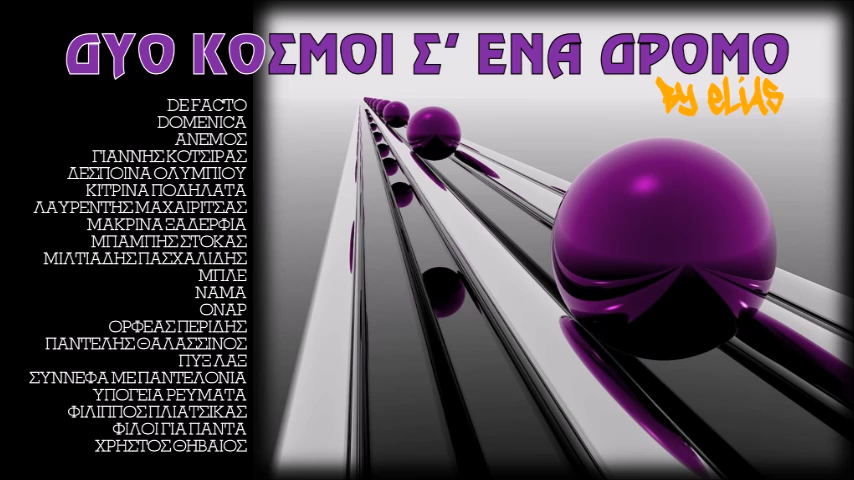 ΔΥΟ ΚΟΣΜΟΙ Σ' ΕΝΑ ΔΡΟΜΟ
By eLiAS
DE FACTO
DOMENICA
ΑΝΕΜΟΣ
ΓΙΑΝΝΗΣ ΚΟΤΣΙΡΑΣ
ΔΕΣΠΟΙΝΑ ΟΛΥΜΠΙΟΥ
ΚΙΤΡΙΝΑ ΠΟΔΗΛΑΤΑ
ΛΑΥΡΕΝΤΗΣ ΜΑΧΑΙΡΙΤΣΑΣ
ΜΑΚΡΙΝΑ ΞΑΔΕΡΦΙΑ
ΜΠΑΜΠΗΣ ΣΤΟΚΑΣ
ΜΙΛΤΙΑΔΗΣ ΠΑΣΧΑΛΙΔΗΣ
ΜΠΛΕ
ΝΑΜΑ
ΟΝΑΡ
ΟΡΦΕΑΣ ΠΕΡΙΔΗΣ
ΠΑΝΤΕΛΗΣ ΘΑΛΑΣΣΙΝΟΣ
ΠΥΞ ΛΑΞ
ΣΥΝΝΕΦΑ ΜΕ ΠΑΝΤΕΛΟΝΙΑ
ΥΠΟΓΕΙΑ ΡΕΥΜΑΤΑ
ΦΙΛΙΠΠΟΣ ΠΛΙΑΤΣΙΚΑΣ
ΦΙΛΟΙ ΓΙΑ ΠΑΝΤΑ
ΧΡΗΣΤΟΣ ΘΗΒΑΙΟΣ